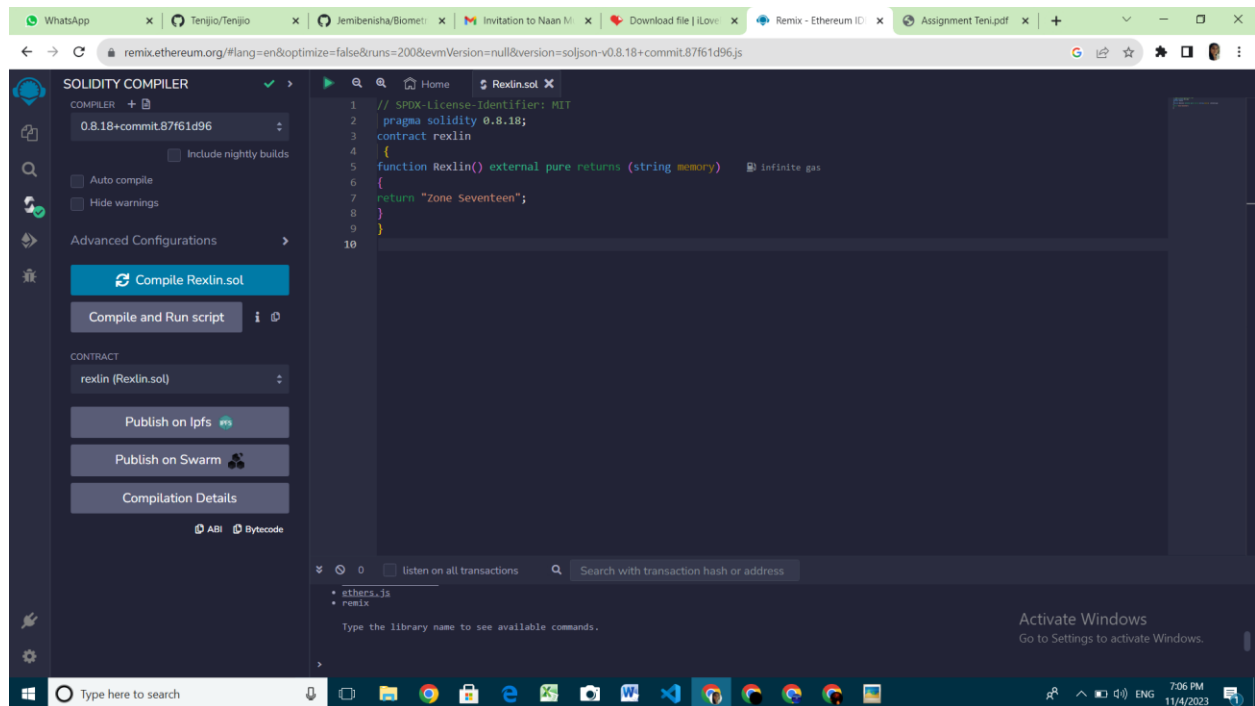 WhatsApp
Tenijio/Tenijio
Jemibenisha/Biometr
Invitation to Naan M
Download file | iLove
Remix - Ethereum ID
Assignment Teni.pdf
remix.ethereum.org/#lang=en&optimize=false&runs=200&evmVersion=null&version=soljson-v0.8.18+commit.87f61d96.js
SOLIDITY COMPILER
COMPILER
0.8.18+commit.87f61d96
Include nightly builds
Auto compile
Hide warnings
Advanced Configurations
Compile Rexlin.sol
Compile and Run script
CONTRACT
rexlin (Rexlin.sol)
Publish on Ipfs
Publish on Swarm
Compilation Details
ABI Bytecode
Home Rexlin.sol
1 // SPDX-License-Identifier: MIT
2 pragma solidity 0.8.18;
3 contract rexlin
4 {
5 function Rexlin() external pure returns (string memory) infinite gas
6 {
7 return "Zone Seventeen";
8 }
9 }
10
0 listen on all transactions Search with transaction hash or address
• ethers.js
• remix
Type the library name to see available commands.
>
Activate Windows
Go to Settings to activate Windows.
Type here to search
ENG
7:06 PM
11/4/2023